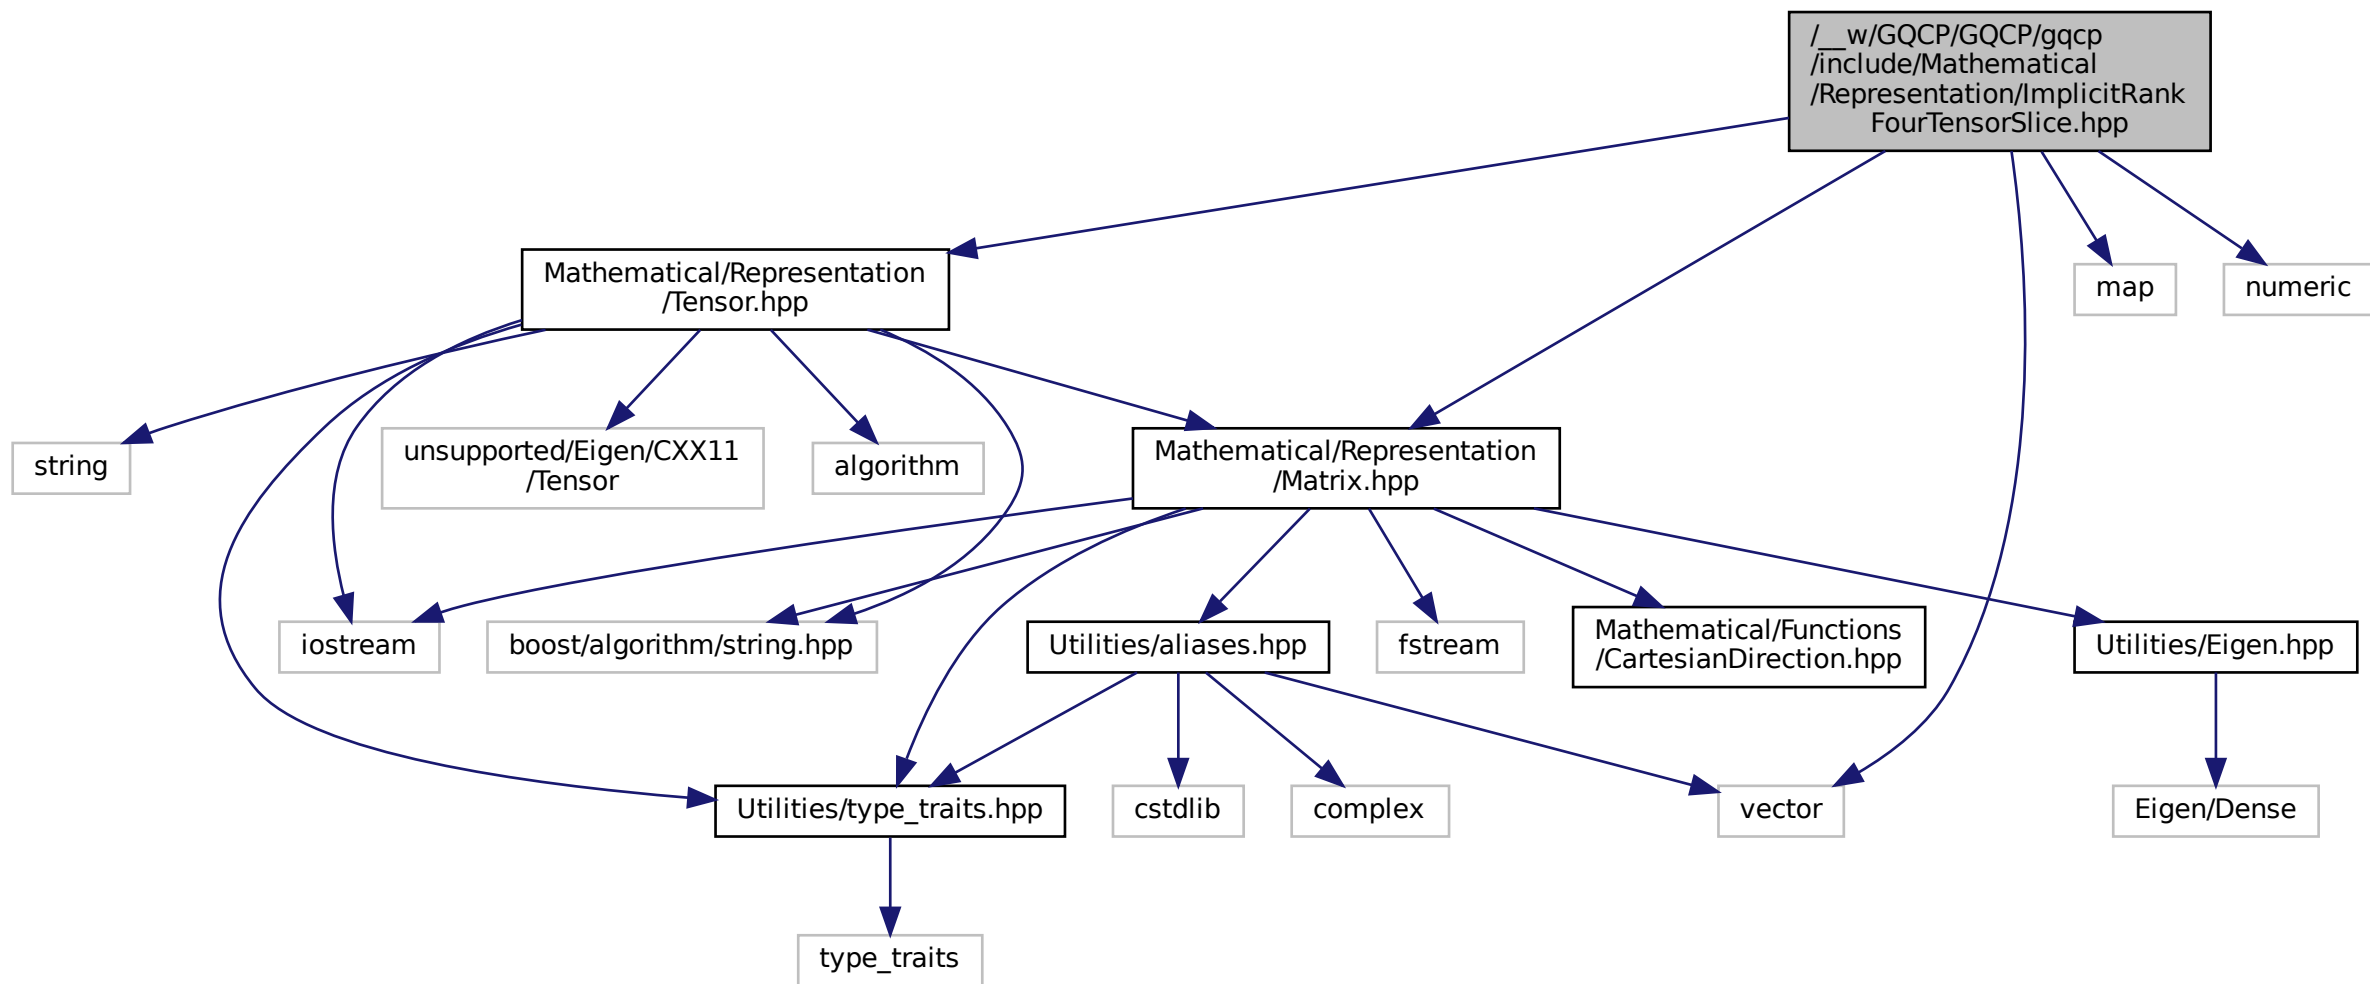 /__w/GQCP/GQCP/gqcp
/include/Mathematical
/Representation/ImplicitRank
FourTensorSlice.hpp
Mathematical/Representation
/Tensor.hpp
map
numeric
string
unsupported/Eigen/CXX11
/Tensor
algorithm
Mathematical/Representation
/Matrix.hpp
iostream
boost/algorithm/string.hpp
Utilities/aliases.hpp
fstream
Mathematical/Functions
/CartesianDirection.hpp
Utilities/Eigen.hpp
Utilities/type_traits.hpp
cstdlib
complex
vector
Eigen/Dense
type_traits